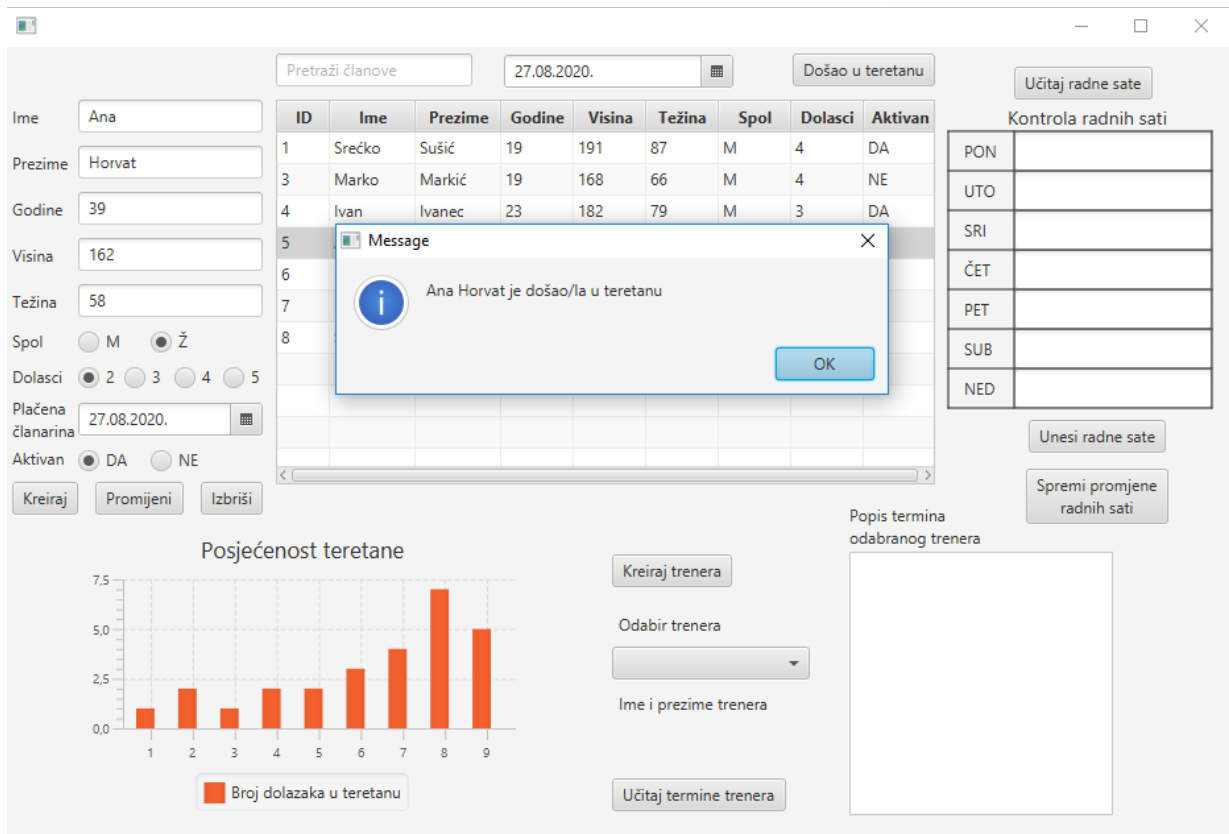 Pretraži članove
27.08.2020.
Došao u teretanu
Učitaj radne sate
Ime Ana
Prezime Horvat
Godine 39
Visina 162
Težina 58
Spol M Ž
Dolasci 2 3 4 5
Plačena
članarina
27.08.2020.
Aktivan DA NE
Kreiraj Promijeni Izbriši
ID Ime Prezime Godine Visina Težina Spol Dolasci Aktivan
1 Srećko Sušić 19 191 87 M 4 DA
3 Marko Markić 19 168 66 M 4 NE
4 Ivan Ivanec 23 182 79 M 3 DA
5
6
7
8
Message
Ana Horvat je došao/la u teretanu
OK
Kontrola radnih sati
PON
UTO
SRI
ČET
PET
SUB
NED
Unesi radne sate
Spremi promjene
radnih sati
Posjećenost teretane
7,5
5,0
2,5
0,0
1 2 3 4 5 6 7 8 9
Broj dolazaka u teretanu
Kreiraj trenera
Odabir trenera
Ime i prezime trenera
Učitaj termine trenera
Popis termina
odabranog trenera